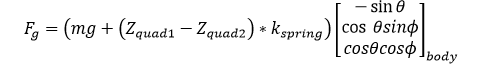 F_g = (mg + (Z_quad1 − Z_quad2) * k_spring) [− sin θ
cos θsinϕ
cosθcosϕ]_body